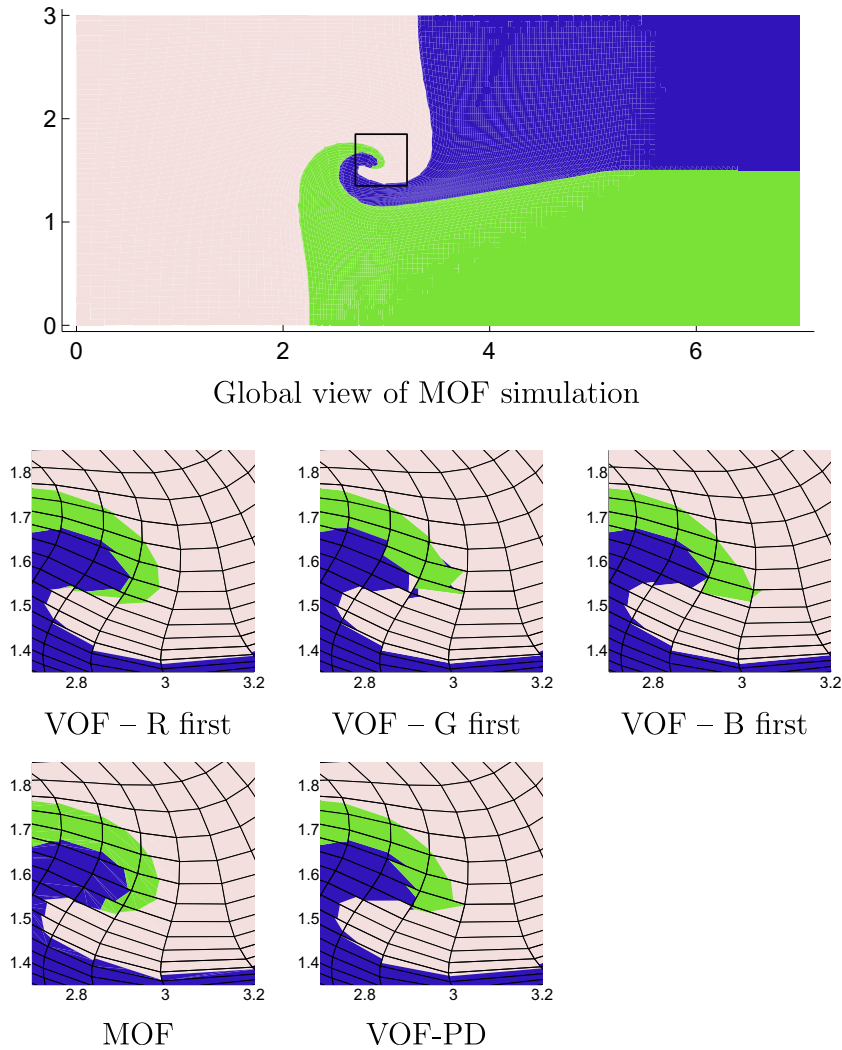 3
2
1
0
0 2 4 6
Global view of MOF simulation
1.8 1.8 1.8
1.7 1.7 1.7
1.6 1.6 1.6
1.5 1.5 1.5
1.4 1.4 1.4
2.8 3 3.2 2.8 3 3.2 2.8 3 3.2
VOF – R first VOF – G first VOF – B first
1.8 1.8
1.7 1.7
1.6 1.6
1.5 1.5
1.4 1.4
2.8 3 3.2 2.8 3 3.2
MOF VOF-PD